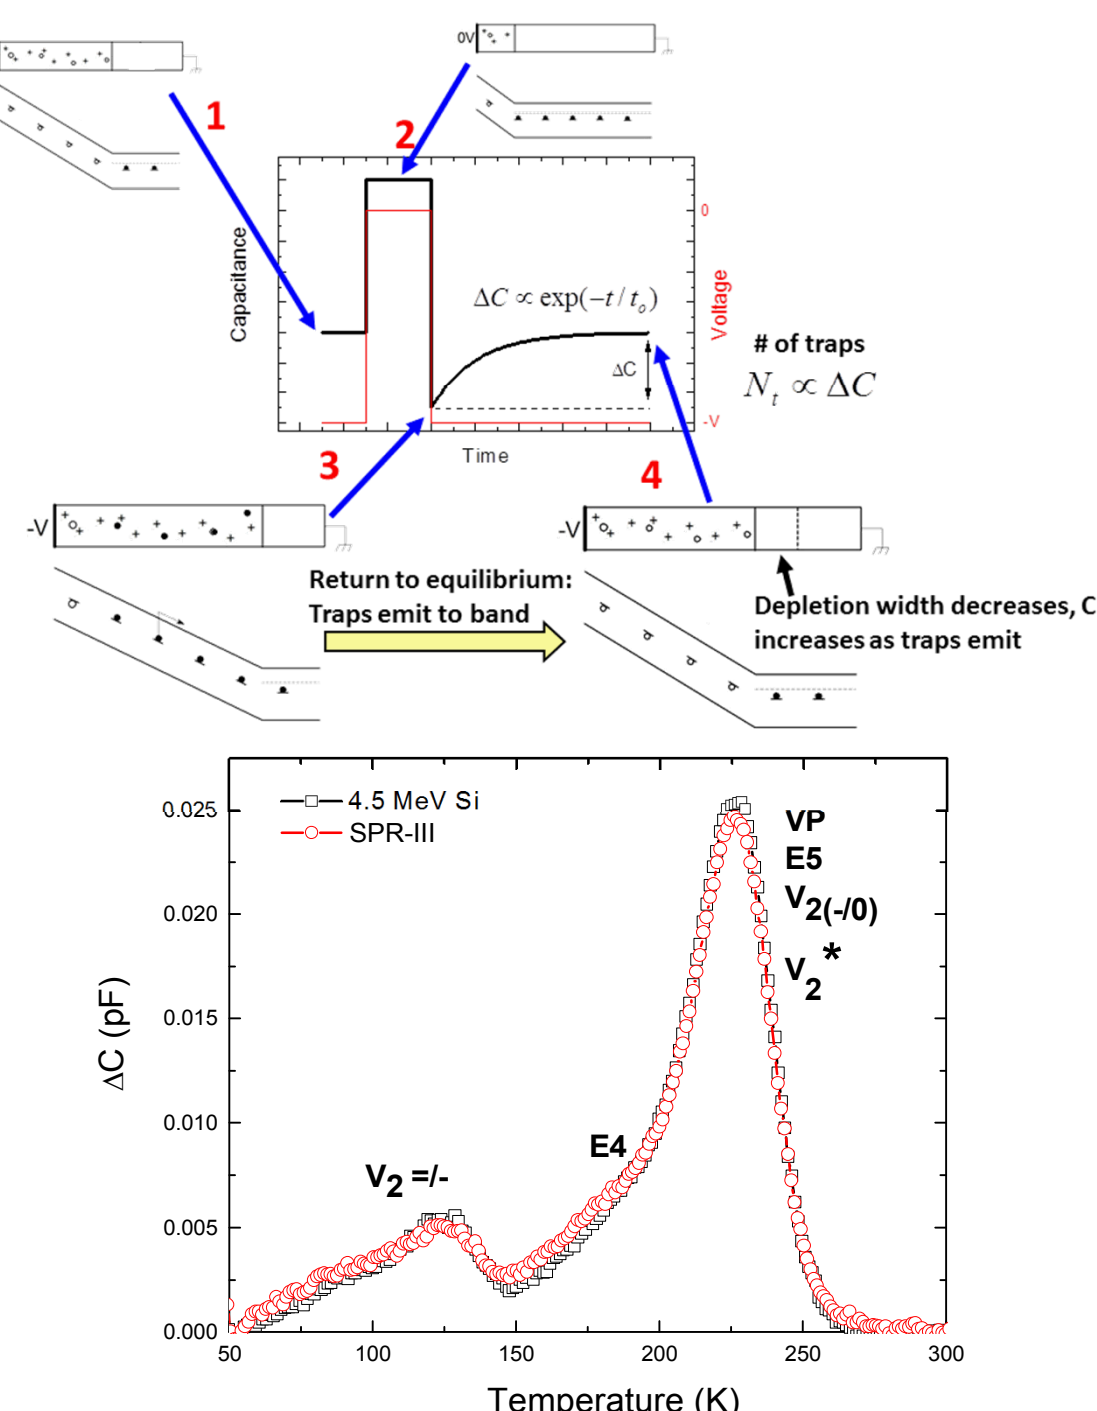 0V
1
2
Capacitance
0
ΔC ∝ exp(−t / t_o)
Voltage
ΔC
# of traps
N_t ∝ ΔC
-V
Time
3
4
-V
-V
Return to equilibrium:
Traps emit to band
Depletion width decreases, C
increases as traps emit
4.5 MeV Si
SPR-III
VP
E5
V2(-/0)
V2*
E4
V2 =/-
ΔC (pF)
0.025
0.020
0.015
0.010
0.005
0.000
50 100 150 200 250 300
Temperature (K)